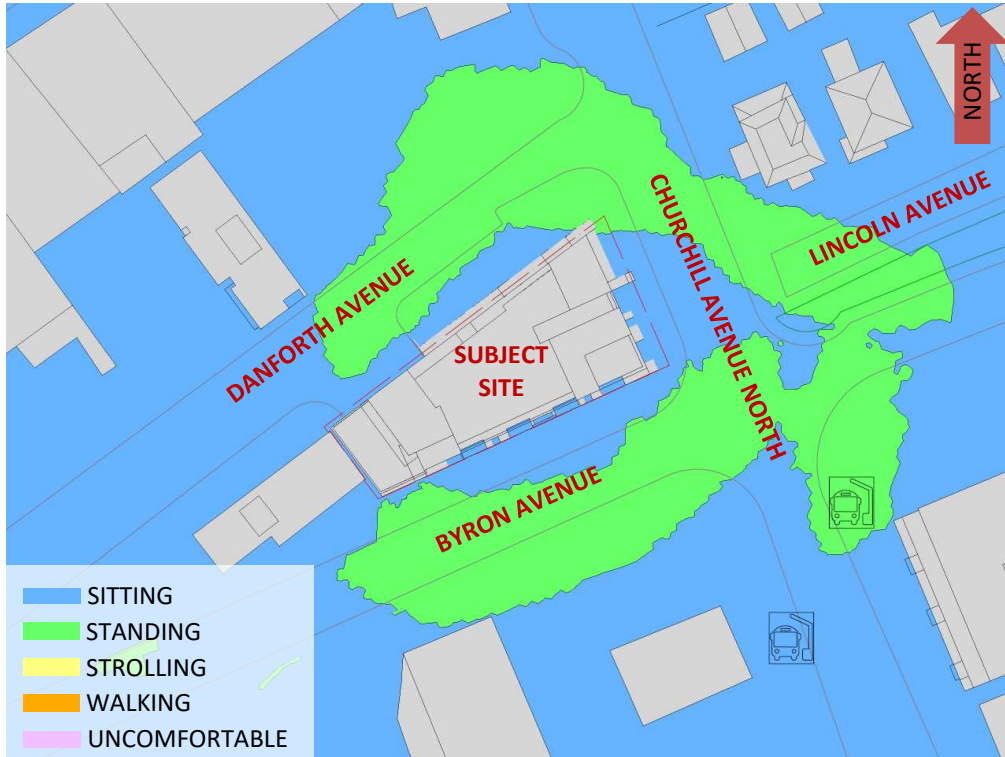 NORTH
LINCOLN AVENUE
CHURCHILL AVENUE NORTH
DANFORTH AVENUE
SUBJECT
SITE
BYRON AVENUE
SITTING
STANDING
STROLLING
WALKING
UNCOMFORTABLE